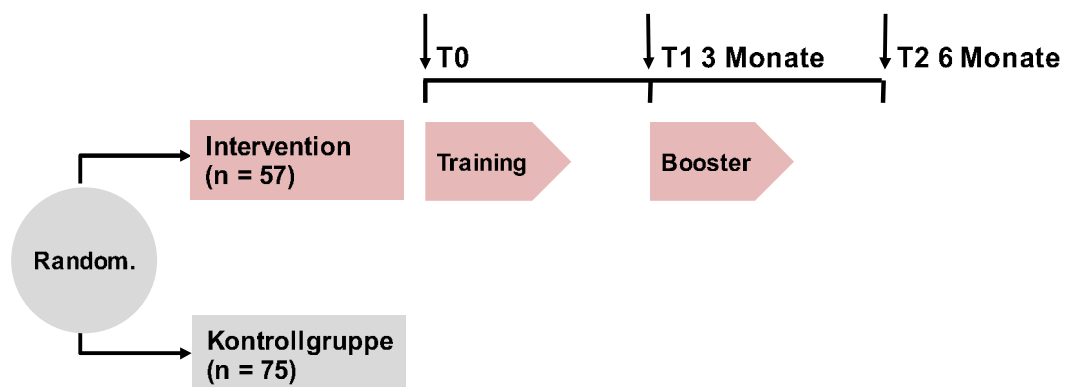 T0
T1 3 Monate
T2 6 Monate
Intervention
(n = 57)
Training
Booster
Random.
Kontrollgruppe
(n = 75)